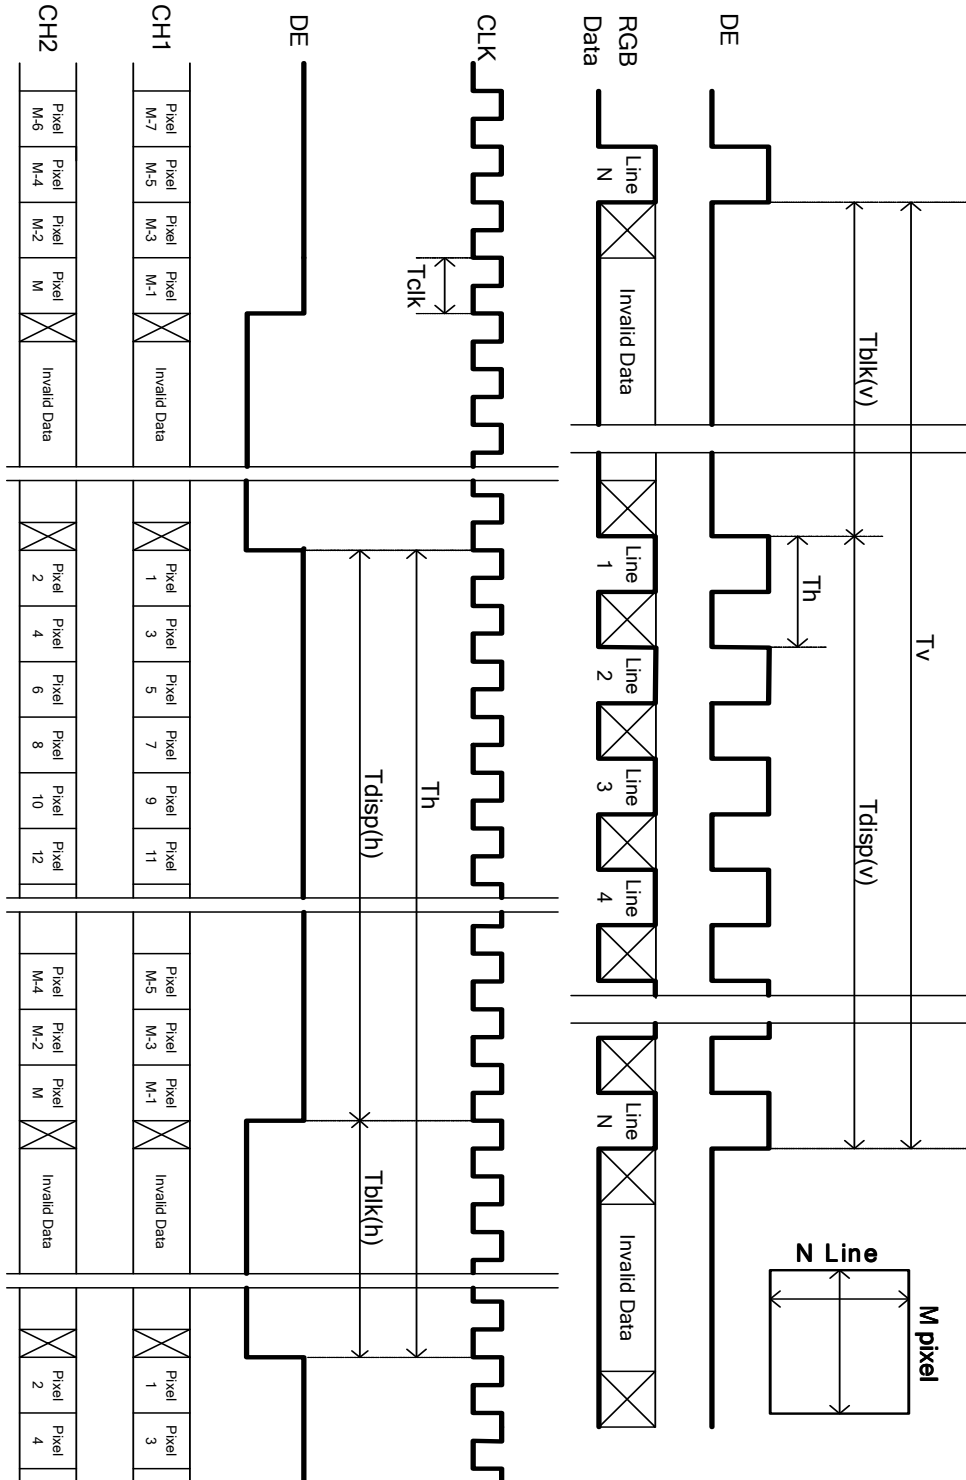 Tv
M pixel
Tblk(v) Tdisp(v)
Th
N Line
DE
RGB Line Line Line Line Line Line
Data N Invalid Data 1 2 3 4 N Invalid Data
CLK
Tclk Th
Tdisp(h) Tblk(h)
DE
CH1 Pixel Pixel Pixel Pixel Invalid Data Pixel Pixel Pixel Pixel Pixel Pixel Pixel Pixel Pixel Invalid Data Pixel Pixel
M-7 M-5 M-3 M-1 1 3 5 7 9 11 M-5 M-3 M-1 1 3
CH2 Pixel Pixel Pixel Pixel Invalid Data Pixel Pixel Pixel Pixel Pixel Pixel Pixel Pixel Pixel Invalid Data Pixel Pixel
M-6 M-4 M-2 M 2 4 6 8 10 12 M-4 M-2 M 2 4